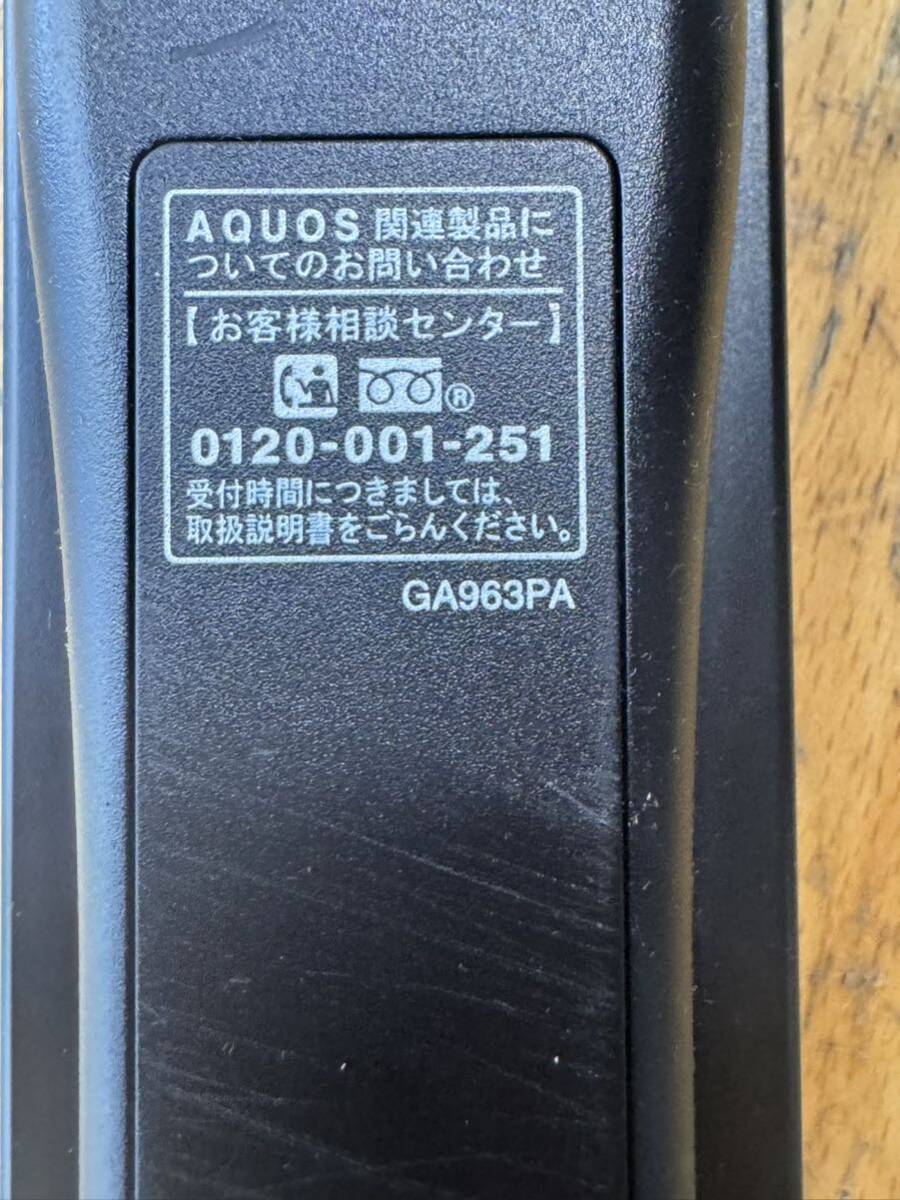 AQUOS 関連製品に
ついてのお問い合わせ
【お客様相談センター】
®
0120-001-251
受付時間につきましては、
取扱説明書をごらんください。
GA963PA